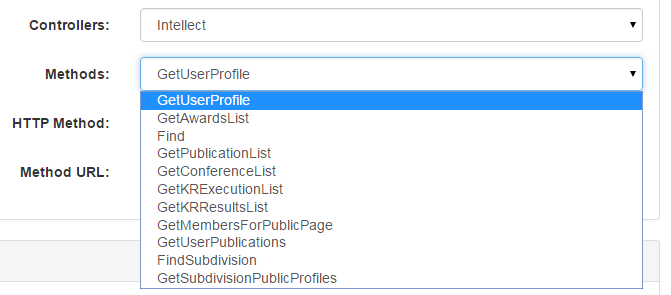 Controllers: Intellect
Methods: GetUserProfile
GetUserProfile
GetAwardsList
HTTP Method:
Find
GetPublicationList
Method URL:
GetConferenceList
GetKRExecutionList
GetKRResultsList
GetMembersForPublicPage
GetUserPublications
FindSubdivision
GetSubdivisionPublicProfiles